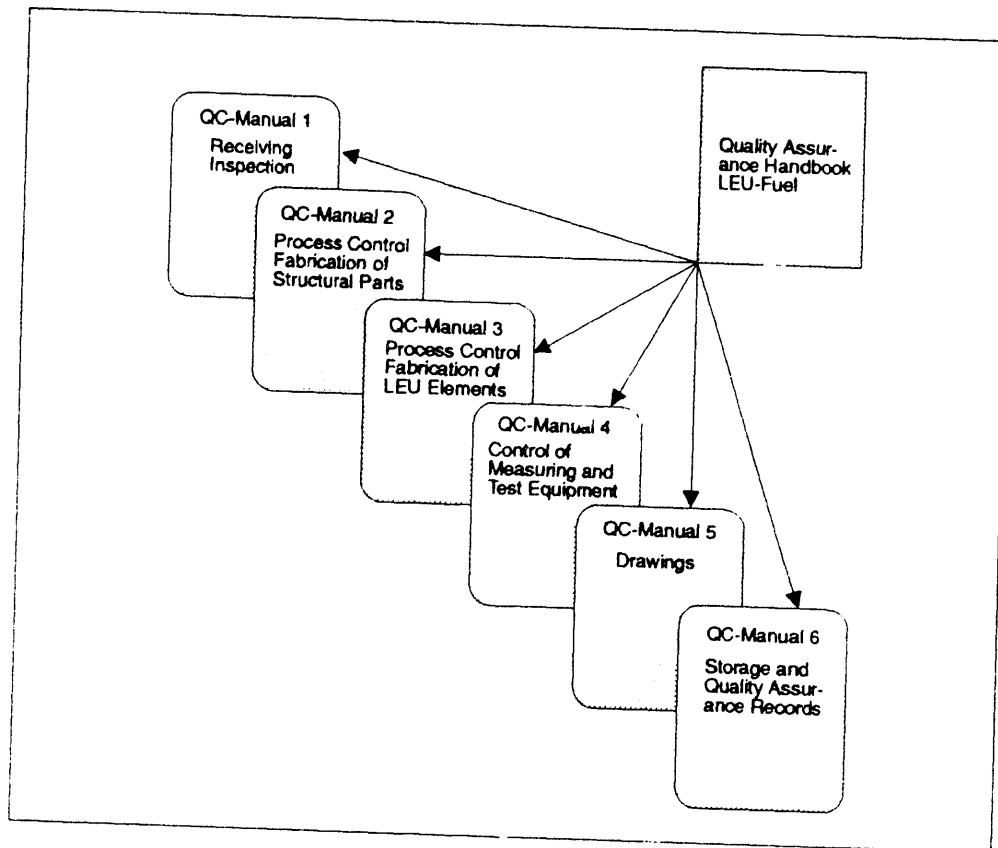 QC-Manual 1
Receiving
Inspection
Quality Assur-
ance Handbook
LEU-Fuel
QC-Manual 2
Process Control
Fabrication of
Structural Parts
QC-Manual 3
Process Control
Fabrication of
LEU Elements
QC-Manual 4
Control of
Measuring and
Test Equipment
QC-Manual 5
Drawings
QC-Manual 6
Storage and
Quality Assur-
ance Records